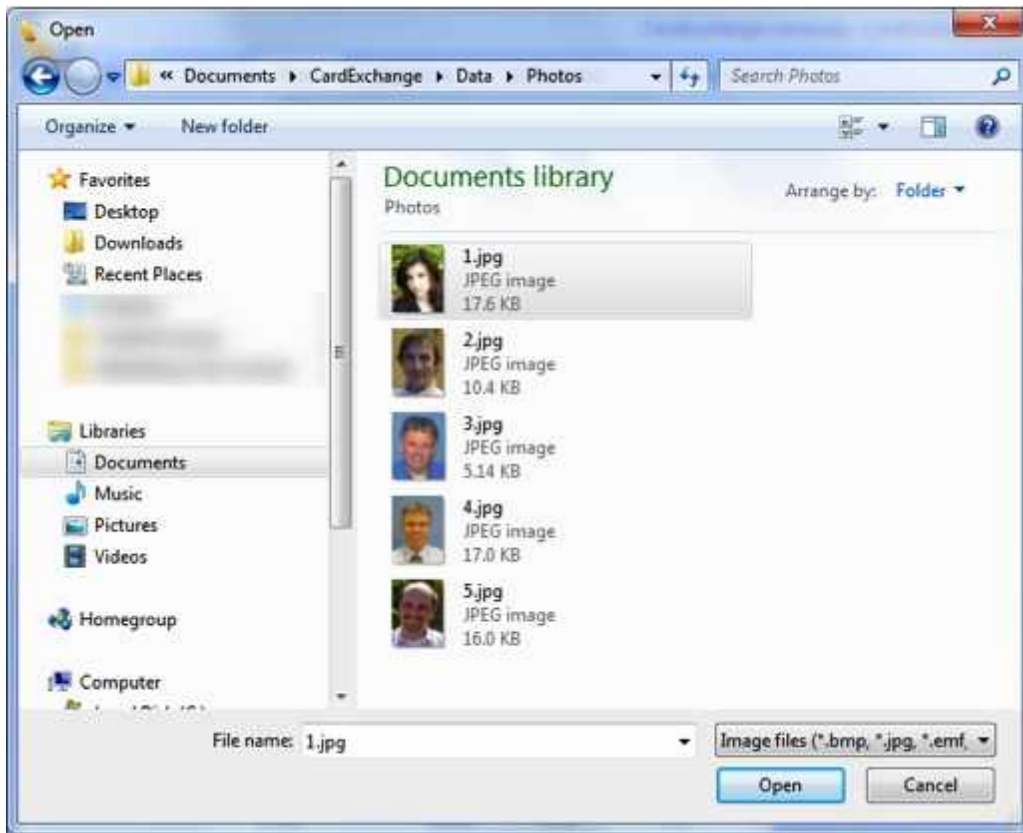 Open
« Documents ▸ CardExchange ▸ Data ▸ Photos
Search Photos
Organize
New folder
Favorites
Desktop
Downloads
Recent Places
Libraries
Documents
Music
Pictures
Videos
Homegroup
Computer
Documents library
Photos
Arrange by: Folder
1.jpg
JPEG image
17.6 KB
2.jpg
JPEG image
10.4 KB
3.jpg
JPEG image
5.14 KB
4.jpg
JPEG image
17.0 KB
5.jpg
JPEG image
16.0 KB
File name: 1.jpg
Image files (*.bmp, *.jpg, *.emf,
Open
Cancel